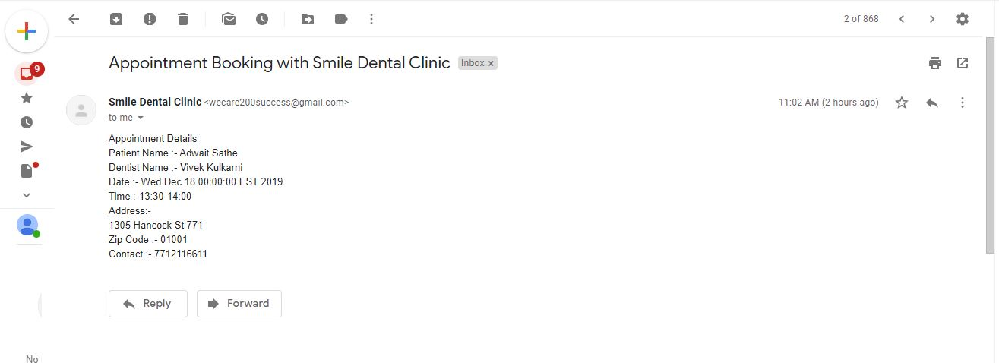 2 of 868
Appointment Booking with Smile Dental Clinic Inbox x
9
Smile Dental Clinic <wecare200success@gmail.com> 11:02 AM (2 hours ago)
to me
Appointment Details
Patient Name :- Adwait Sathe
Dentist Name :- Vivek Kulkarni
Date :- Wed Dec 18 00:00:00 EST 2019
Time :-13:30-14:00
Address:-
1305 Hancock St 771
Zip Code :- 01001
Contact :- 7712116611
Reply Forward
No